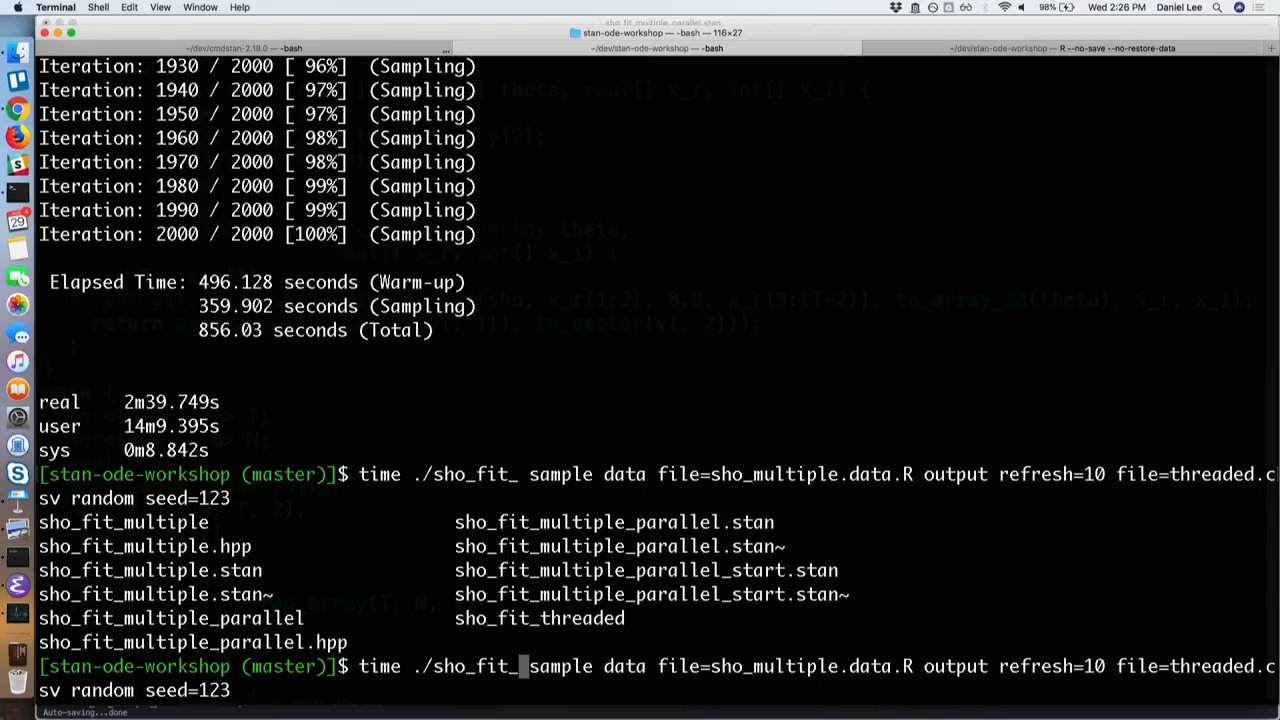 Terminal Shell Edit View Window Help 98% Wed 2:26 PM Daniel Lee
sho_fit_multiple_parallel.stan
stan-ode-workshop — -bash — 116×27
~/dev/cmdstan-2.18.0 — -bash ... ~/dev/stan-ode-workshop — -bash ~/dev/stan-ode-workshop — R --no-save --no-restore-data +
Iteration: 1930 / 2000 [ 96%]  (Sampling)
Iteration: 1940 / 2000 [ 97%]  (Sampling)
Iteration: 1950 / 2000 [ 97%]  (Sampling)
Iteration: 1960 / 2000 [ 98%]  (Sampling)
Iteration: 1970 / 2000 [ 98%]  (Sampling)
Iteration: 1980 / 2000 [ 99%]  (Sampling)
Iteration: 1990 / 2000 [ 99%]  (Sampling)
Iteration: 2000 / 2000 [100%]  (Sampling)
Elapsed Time: 496.128 seconds (Warm-up)
359.902 seconds (Sampling)
856.03 seconds (Total)
real 2m39.749s
user 14m9.395s
sys 0m8.842s
[stan-ode-workshop (master)]$ time ./sho_fit_ sample data file=sho_multiple.data.R output refresh=10 file=threaded.c
sv random seed=123
sho_fit_multiple sho_fit_multiple_parallel.stan
sho_fit_multiple.hpp sho_fit_multiple_parallel.stan~
sho_fit_multiple.stan sho_fit_multiple_parallel_start.stan
sho_fit_multiple.stan~ sho_fit_multiple_parallel_start.stan~
sho_fit_multiple_parallel sho_fit_threaded
sho_fit_multiple_parallel.hpp
[stan-ode-workshop (master)]$ time ./sho_fit_ sample data file=sho_multiple.data.R output refresh=10 file=threaded.c
sv random seed=123
Auto-saving...done